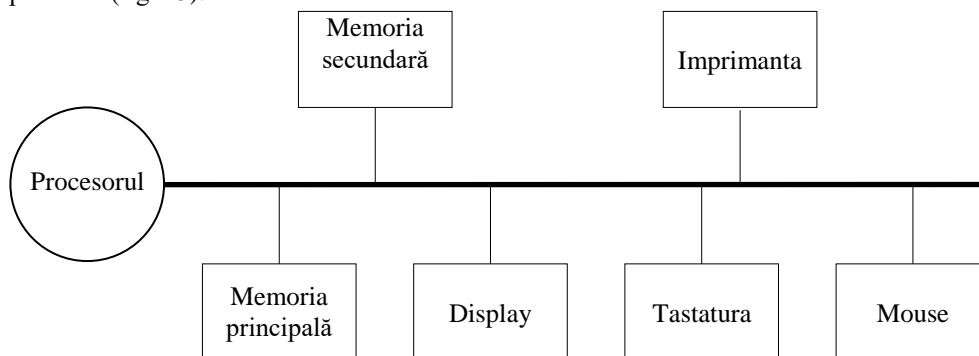 Memoria
secundară
Imprimanta
Procesorul
Memoria
principală
Display
Tastatura
Mouse